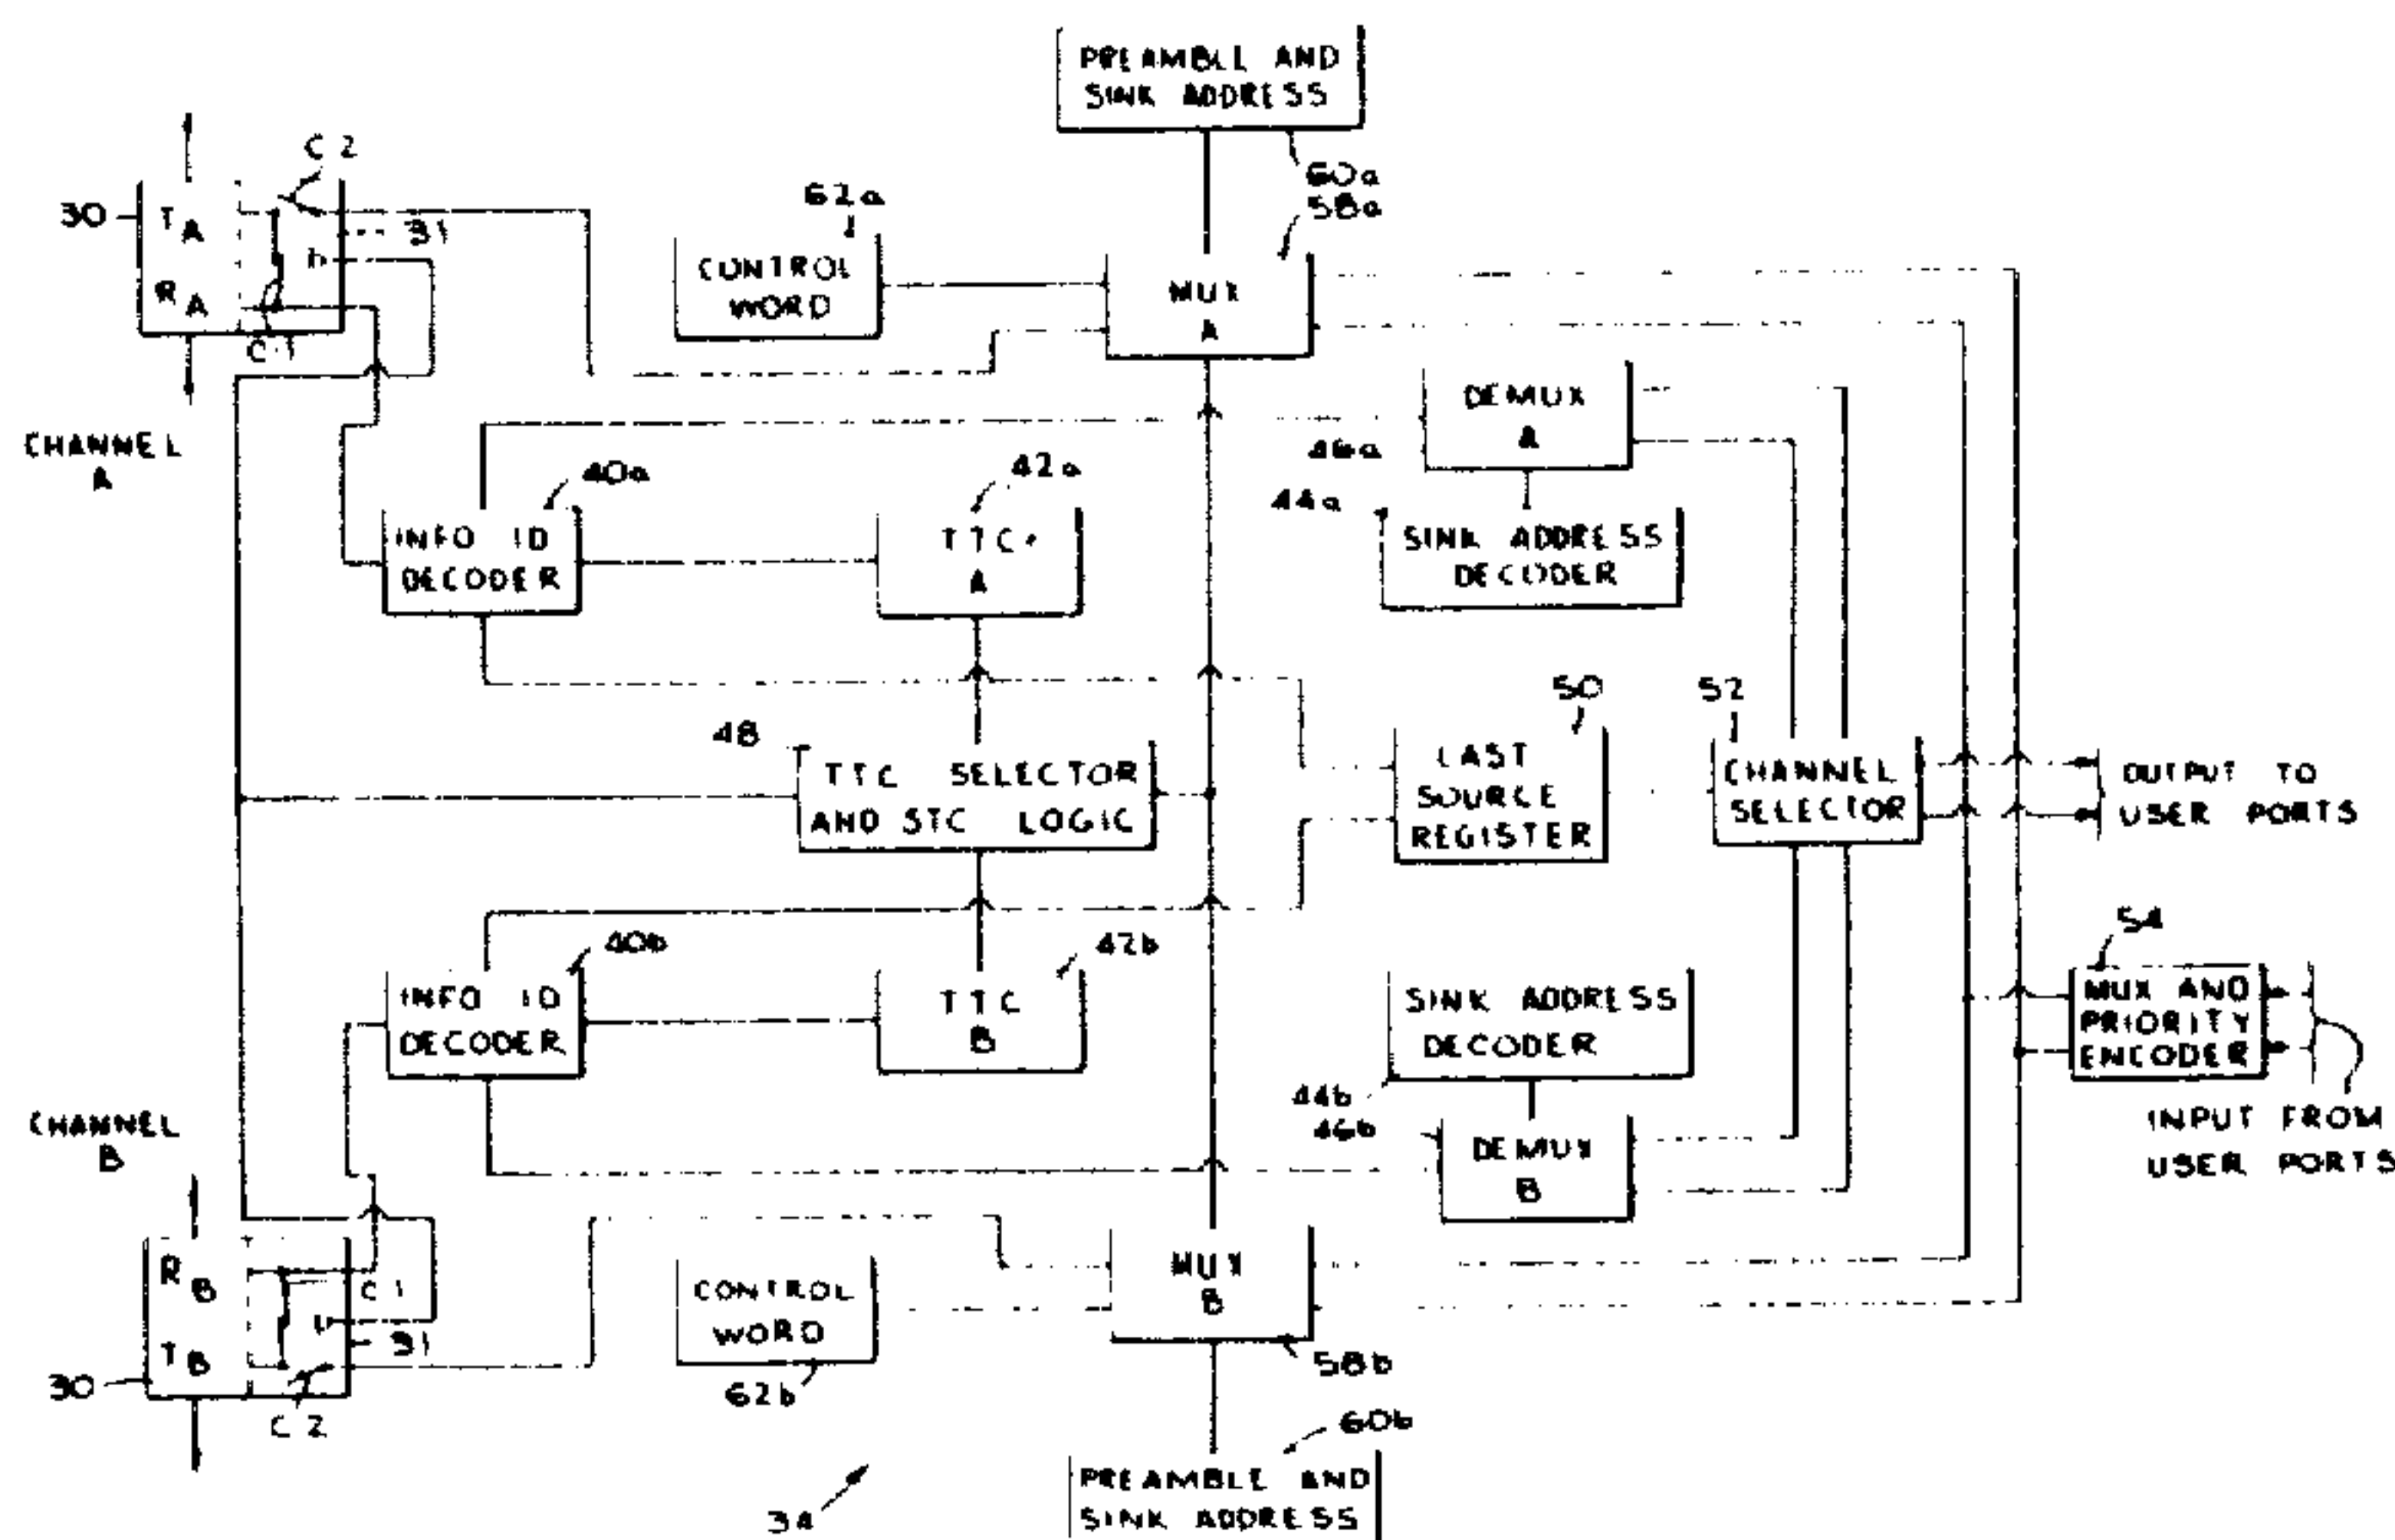 PREAMBLE AND
SINK ADDRESS
C2
60a
62a
58a
30
TA
31
b
CONTROL
WORD
MUX
A
RA
C1
DEMUX
A
CHANNEL
A
46a
40a
42a
44a
INFO ID
DECODER
TTC
A
SINK ADDRESS
DECODER
50
52
48
TTC SELECTOR
AND STC LOGIC
LAST
SOURCE
REGISTER
CHANNEL
SELECTOR
OUTPUT TO
USER PORTS
54
40b
42b
INFO ID
DECODER
TTC
B
SINK ADDRESS
DECODER
MUX AND
PRIORITY
ENCODER
44b
46b
CHANNEL
B
DEMUX
B
INPUT FROM
USER PORTS
RB
C1
b
31
TB
CONTROL
WORD
MUX
B
30
62b
58b
C2
60b
34
PREAMBLE AND
SINK ADDRESS